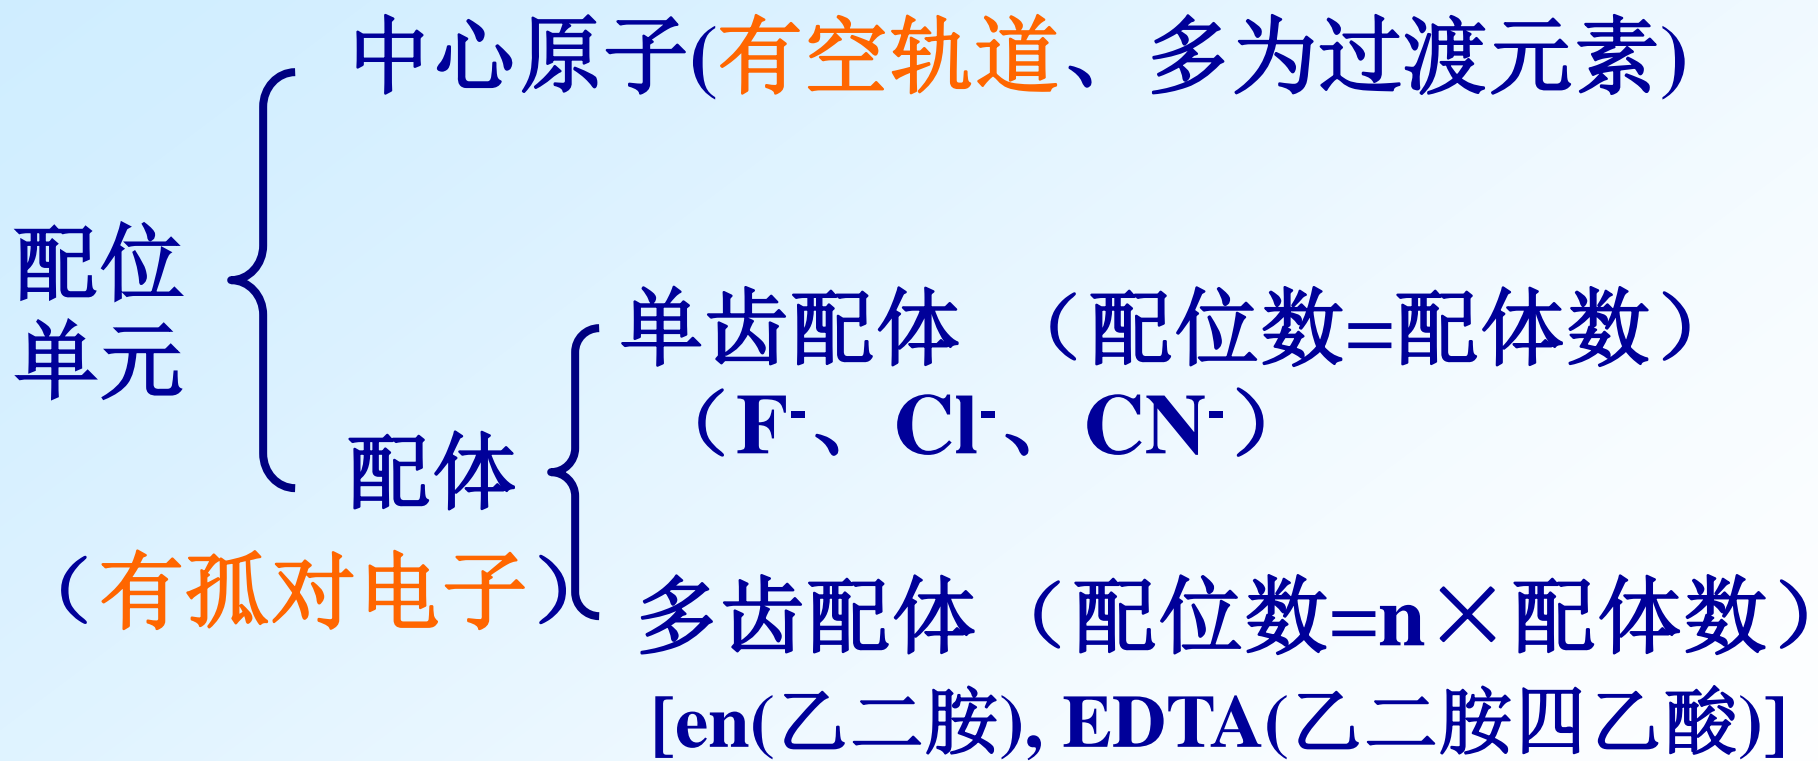 中心原子(有空轨道、多为过渡元素)
配位
单元
单齿配体 （配位数=配体数）
（F⁻、Cl⁻、CN⁻）
配体
（有孤对电子）
多齿配体（配位数=n×配体数）
[en(乙二胺), EDTA(乙二胺四乙酸)]